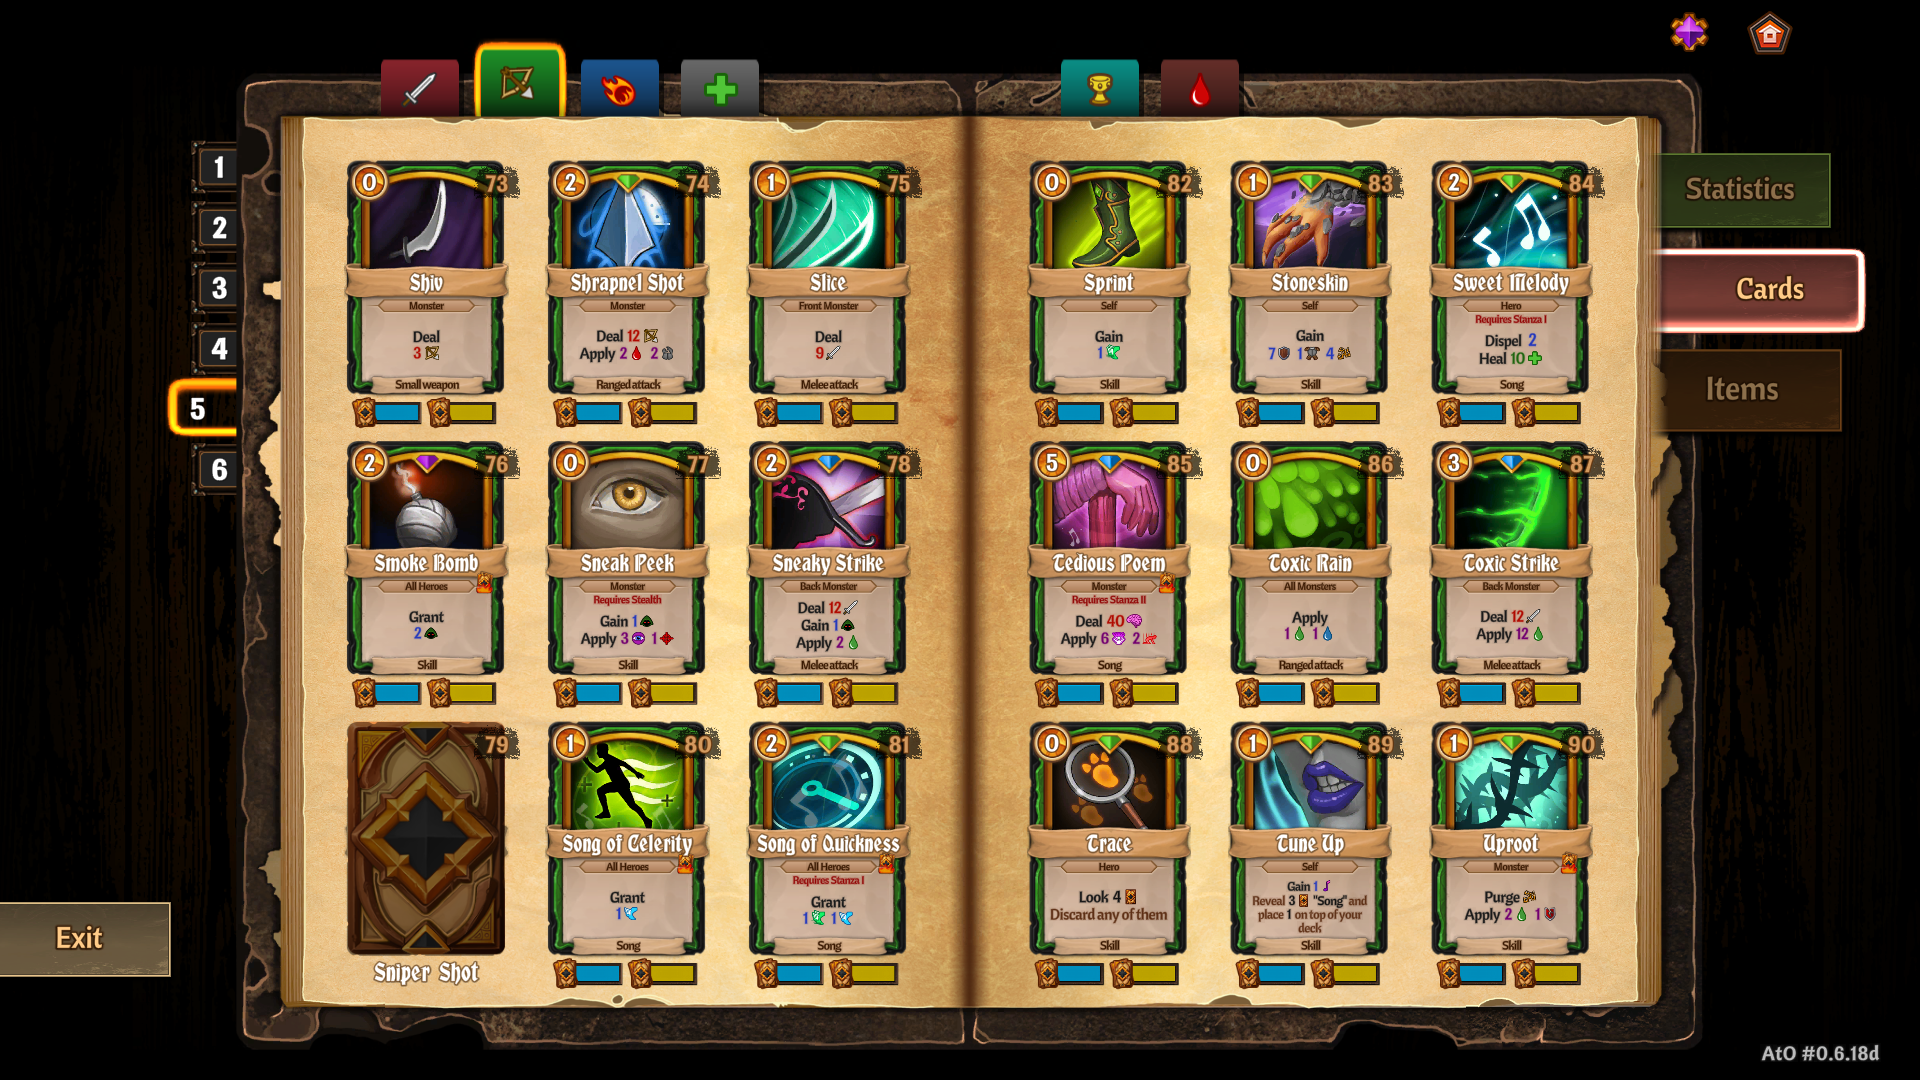 1
2
3
4
5
6
Statistics
Cards
Items
Exit
0
73
Shiv
Monster
Deal
3
Small weapon
2
74
Shrapnel Shot
Monster
Deal 12
Apply 2 2
Ranged attack
1
75
Slice
Front Monster
Deal
9
Melee attack
2
76
Smoke Bomb
All Heroes
Grant
2
Skill
0
77
Sneak Peek
Monster
Requires Stealth
Gain 1
Apply 3 1
Skill
2
78
Sneaky Strike
Back Monster
Deal 12
Gain 1
Apply 2
Melee attack
79
Sniper Shot
1
80
Song of Celerity
All Heroes
Grant
1
Song
2
81
Song of Quickness
All Heroes
Requires Stanza I
Grant
1 1
Song
0
82
Sprint
Self
Gain
1
Skill
1
83
Stoneskin
Self
Gain
7 1 4
Skill
2
84
Sweet Melody
Hero
Requires Stanza I
Dispel 2
Heal 10
Song
5
85
Tedious Poem
Monster
Requires Stanza II
Deal 40
Apply 6 2
Song
0
86
Toxic Rain
All Monsters
Apply
1 1
Ranged attack
3
87
Toxic Strike
Back Monster
Deal 12
Apply 12
Melee attack
0
88
Trace
Hero
Look 4
Discard any of them
Skill
1
89
Tune Up
Self
Gain 1
Reveal 3 "Song" and
place 1 on top of your
deck
Skill
1
90
Uproot
Monster
Purge
Apply 2 1
Skill
AtO #0.6.18d